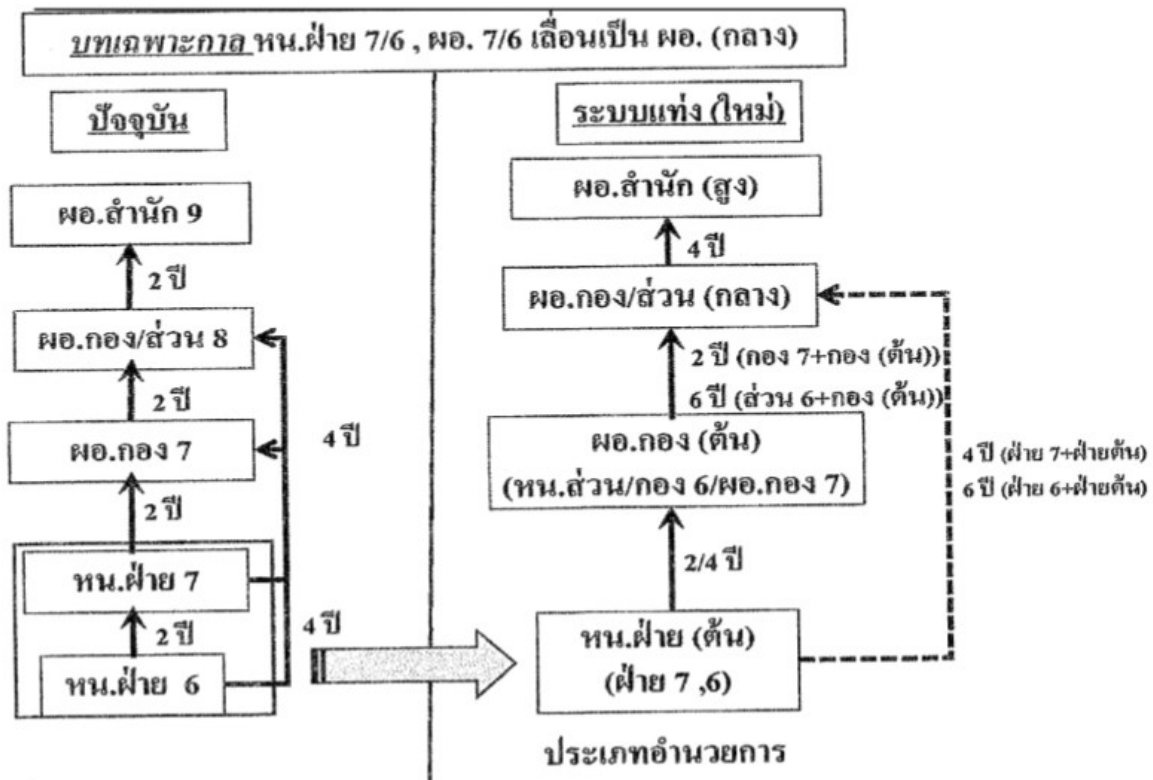 บทเฉพาะกาล หน.ฝ่าย 7/6 , ผอ. 7/6 เลื่อนเป็น ผอ. (กลาง)
ปัจจุบัน
ผอ.สำนัก 9
2 ปี
ผอ.กอง/ส่วน 8
2 ปี
ผอ.กอง 7
4 ปี
2 ปี
หน.ฝ่าย 7
2 ปี
4 ปี
หน.ฝ่าย 6
ระบบแท่ง (ใหม่)
ผอ.สำนัก (สูง)
4 ปี
ผอ.กอง/ส่วน (กลาง)
2 ปี (กอง 7+กอง (ต้น))
6 ปี (ส่วน 6+กอง (ต้น))
ผอ.กอง (ต้น)
(หน.ส่วน/กอง 6/ผอ.กอง 7)
4 ปี (ฝ่าย 7+ฝ่ายต้น)
6 ปี (ฝ่าย 6+ฝ่ายต้น)
2/4 ปี
หน.ฝ่าย (ต้น)
(ฝ่าย 7 ,6)
ประเภทอำนวยการ